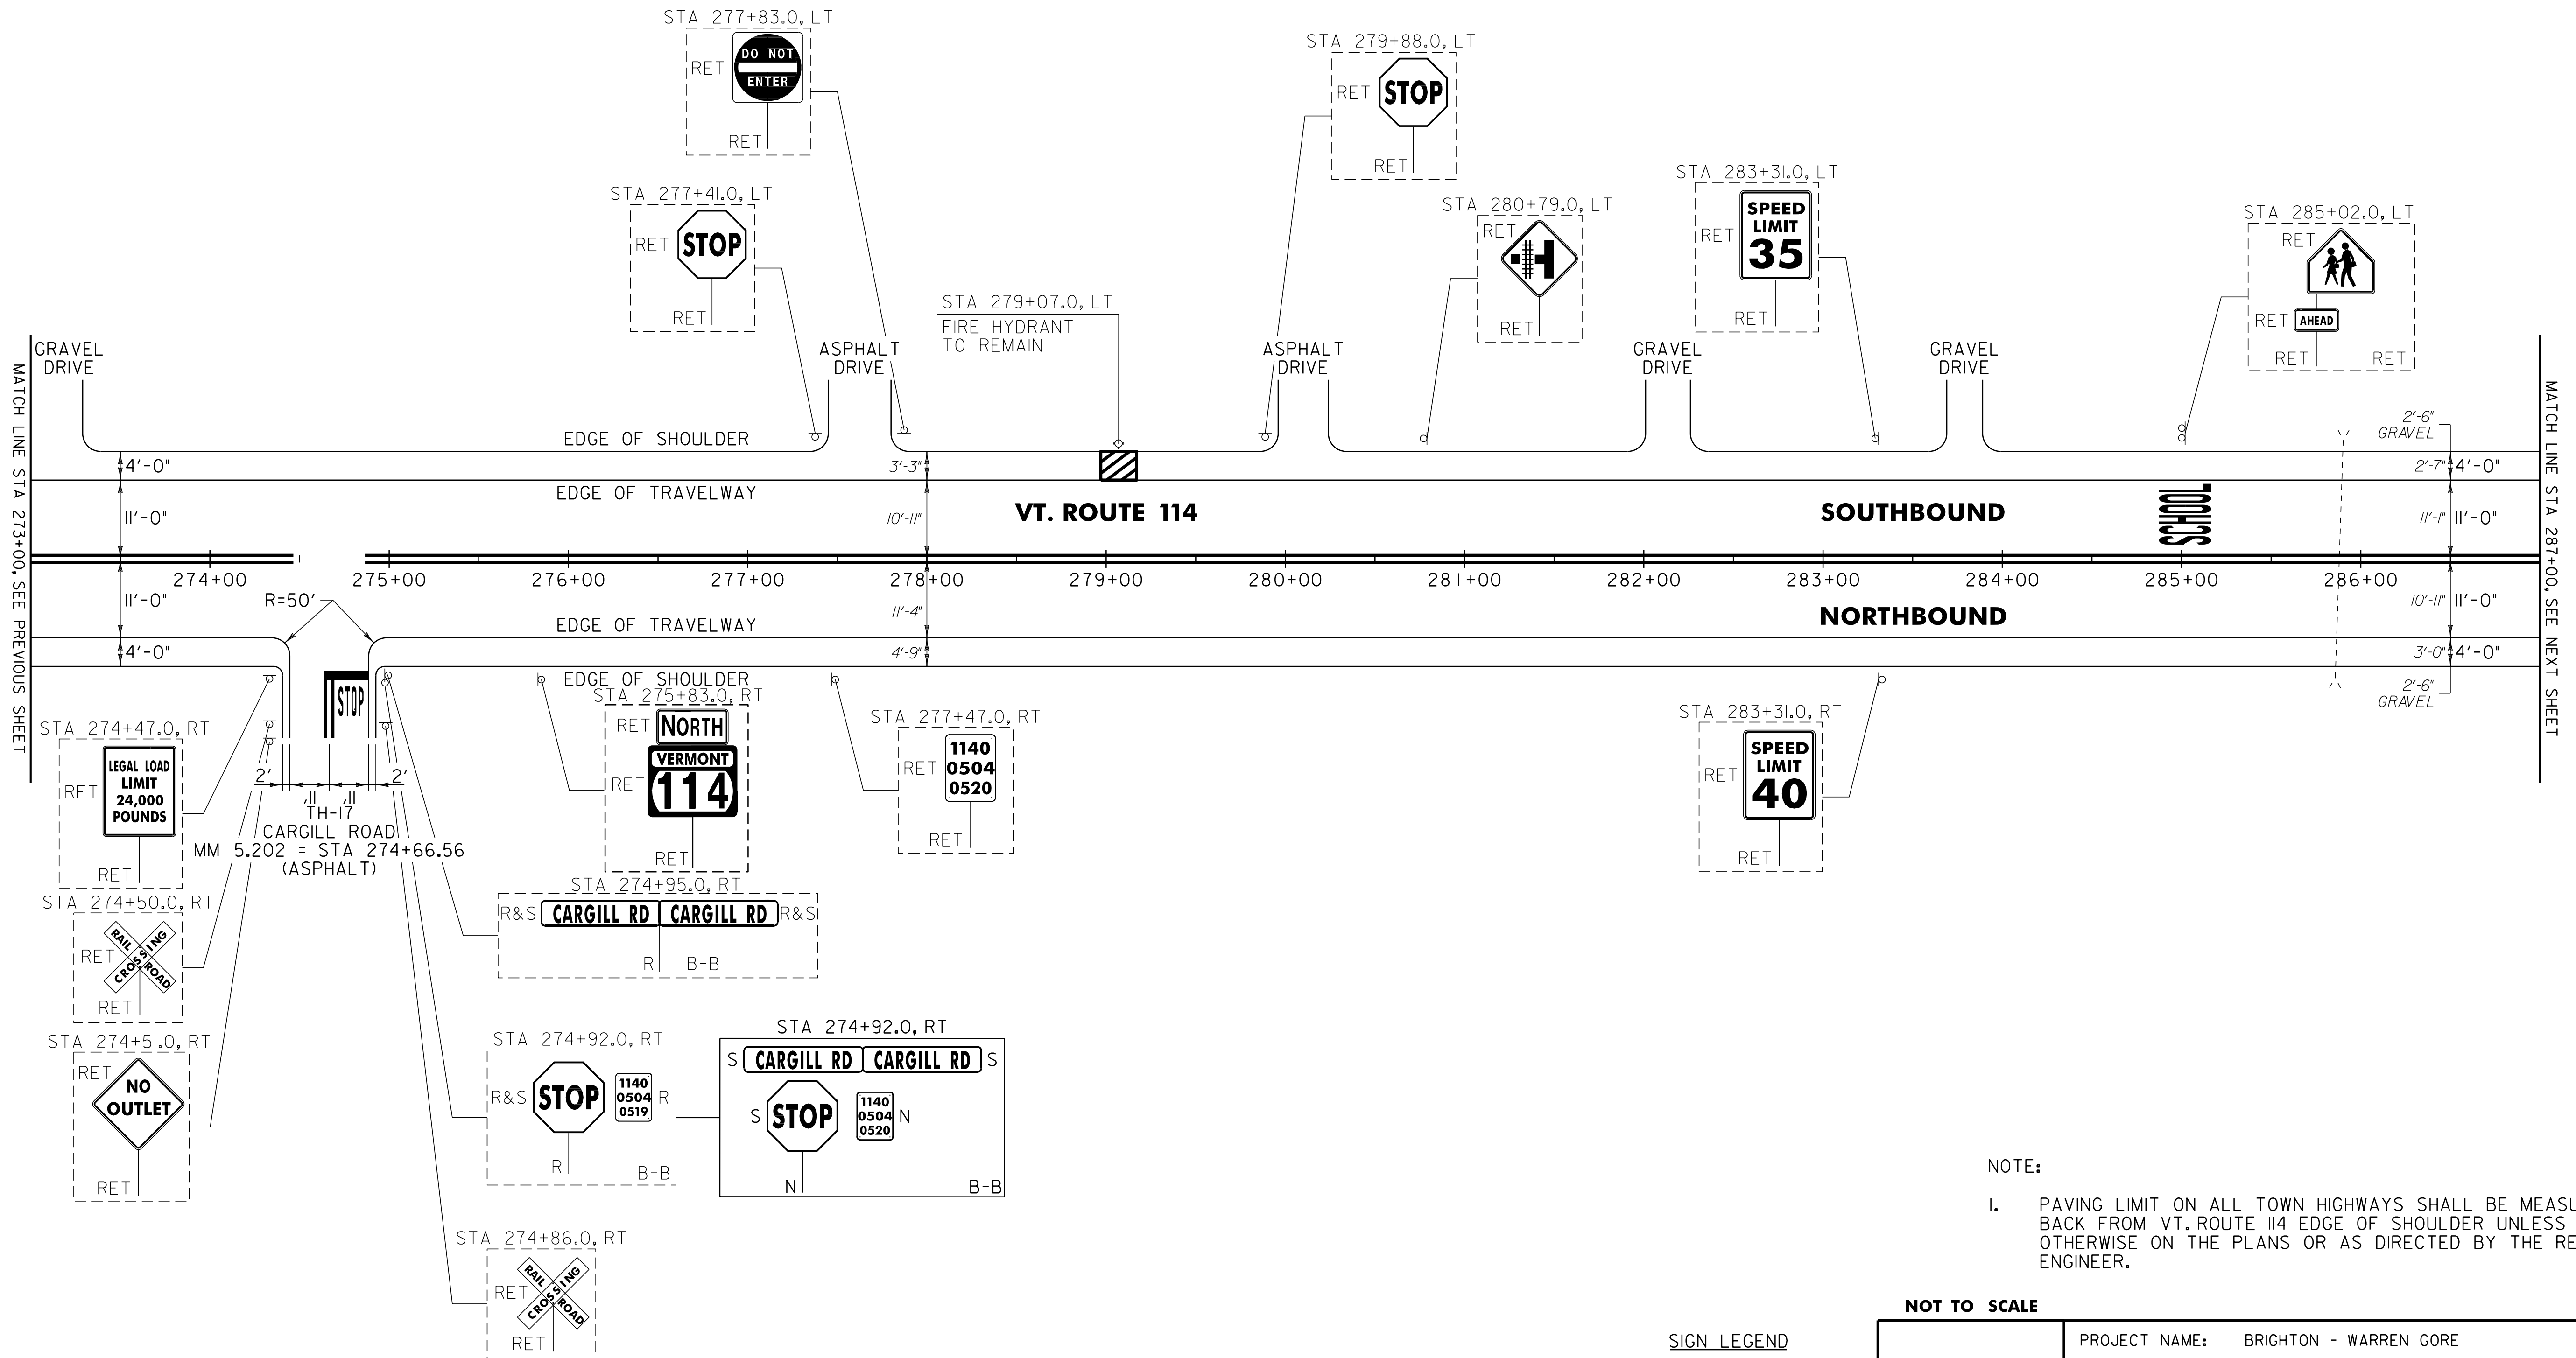 STA 277+83.0, LT
RET
DO NOT
ENTER
RET
STA 279+88.0, LT
RET
STOP
RET
STA 277+41.0, LT
RET
STOP
RET
STA 280+79.0, LT
RET
RET
STA 283+31.0, LT
RET
SPEED
LIMIT
35
RET
STA 285+02.0, LT
RET
RET
AHEAD
RET
RET
STA 279+07.0, LT
FIRE HYDRANT
TO REMAIN
GRAVEL
DRIVE
ASPHALT
DRIVE
ASPHALT
DRIVE
GRAVEL
DRIVE
GRAVEL
DRIVE
MATCH LINE STA 273+00, SEE PREVIOUS SHEET
MATCH LINE STA 287+00, SEE NEXT SHEET
EDGE OF SHOULDER
2'-6"
GRAVEL
4'-0"
3'-3"
2'-7"
4'-0"
EDGE OF TRAVELWAY
11'-0"
10'-11"
VT. ROUTE 114
SOUTHBOUND
SCHOOL
11'-1"
11'-0"
274+00
275+00
276+00
277+00
278+00
279+00
280+00
281+00
282+00
283+00
284+00
285+00
286+00
11'-0"
R=50'
11'-4"
10'-11"
11'-0"
NORTHBOUND
EDGE OF TRAVELWAY
4'-0"
4'-9"
3'-0"
4'-0"
EDGE OF SHOULDER
2'-6"
GRAVEL
STOP
STA 274+47.0, RT
RET
LEGAL LOAD
LIMIT
24,000
POUNDS
RET
2'
11'
11'
2'
TH-17
CARGILL ROAD
MM 5.202 = STA 274+66.56
(ASPHALT)
STA 275+83.0, RT
RET
NORTH
RET
VERMONT
114
RET
STA 277+47.0, RT
RET
1140
0504
0520
RET
STA 283+31.0, RT
RET
SPEED
LIMIT
40
RET
STA 274+95.0, RT
R&S
CARGILL RD
CARGILL RD
R&S
R
B-B
STA 274+50.0, RT
RET
RAIL ROAD
CROSSING
RET
STA 274+51.0, RT
RET
NO
OUTLET
RET
STA 274+92.0, RT
R&S
STOP
1140
0504
0519
R
R
B-B
STA 274+92.0, RT
S
CARGILL RD
CARGILL RD
S
S
STOP
1140
0504
0520
N
N
B-B
STA 274+86.0, RT
RET
RAIL ROAD
CROSSING
RET
NOTE:
1. PAVING LIMIT ON ALL TOWN HIGHWAYS SHALL BE MEASU
BACK FROM VT. ROUTE 114 EDGE OF SHOULDER UNLESS
OTHERWISE ON THE PLANS OR AS DIRECTED BY THE RE
ENGINEER.
NOT TO SCALE
SIGN LEGEND
PROJECT NAME: BRIGHTON - WARREN GORE